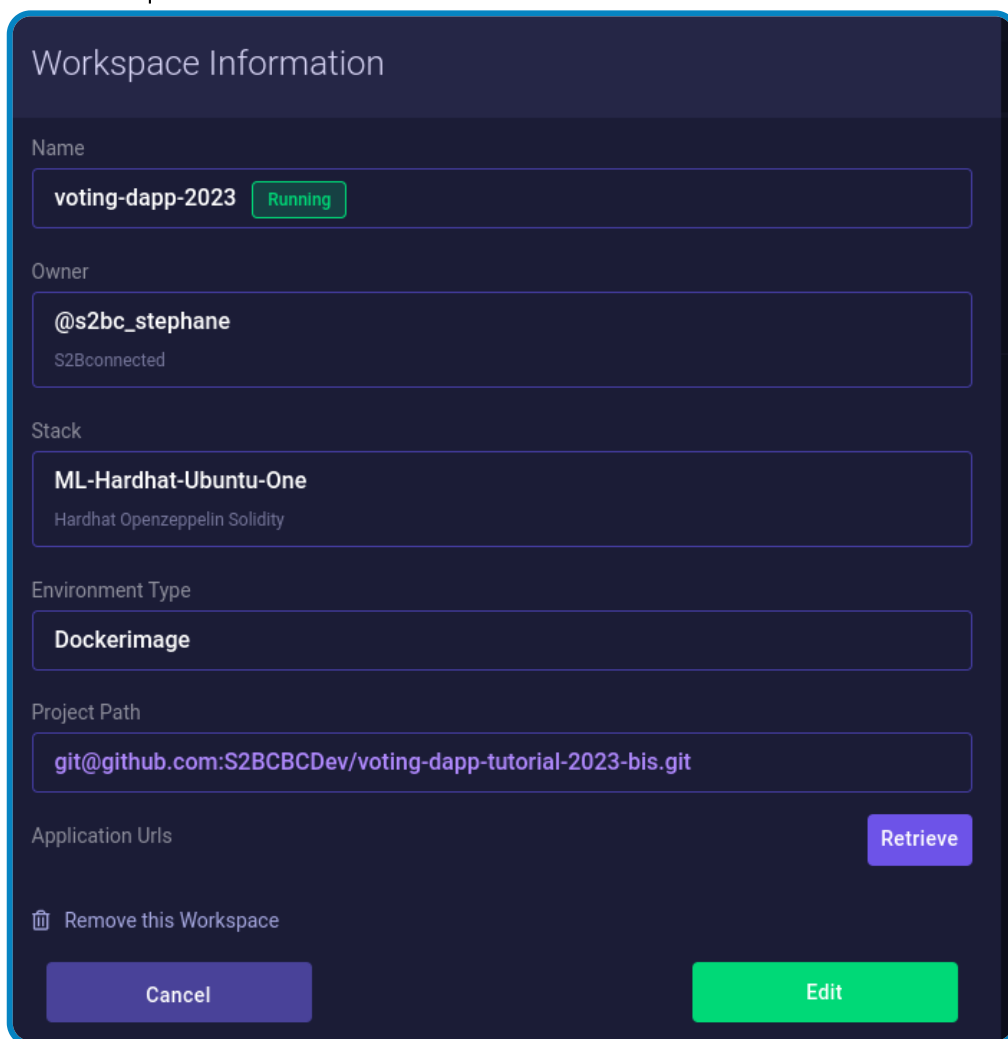 Workspace Information
Name
voting-dapp-2023 Running
Owner
@s2bc_stephane
S2Bconnected
Stack
ML-Hardhat-Ubuntu-One
Hardhat Openzeppelin Solidity
Environment Type
Dockerimage
Project Path
git@github.com:S2BCBCDev/voting-dapp-tutorial-2023-bis.git
Application Urls Retrieve
Remove this Workspace
Cancel Edit